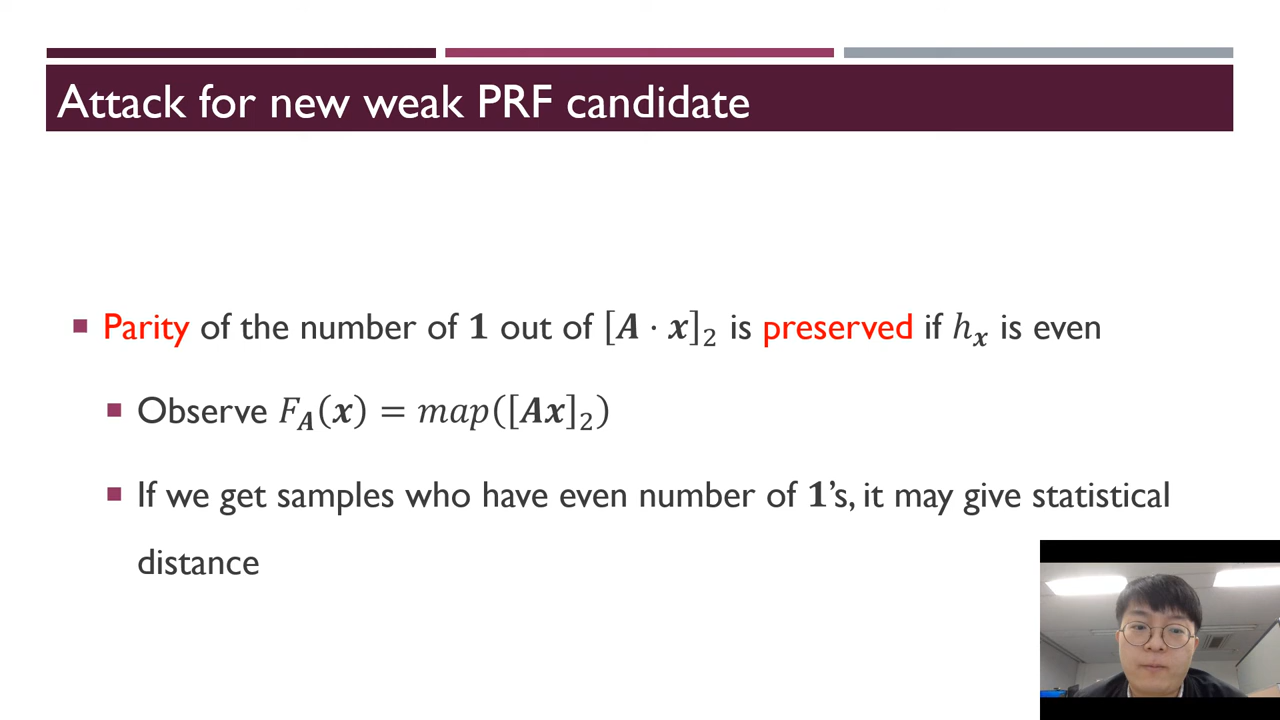 Attack for new weak PRF candidate
Parity of the number of 1 out of [A · x]₂ is preserved if hₓ is even
Observe F_A(x) = map([Ax]₂)
If we get samples who have even number of 1's, it may give statistical
distance